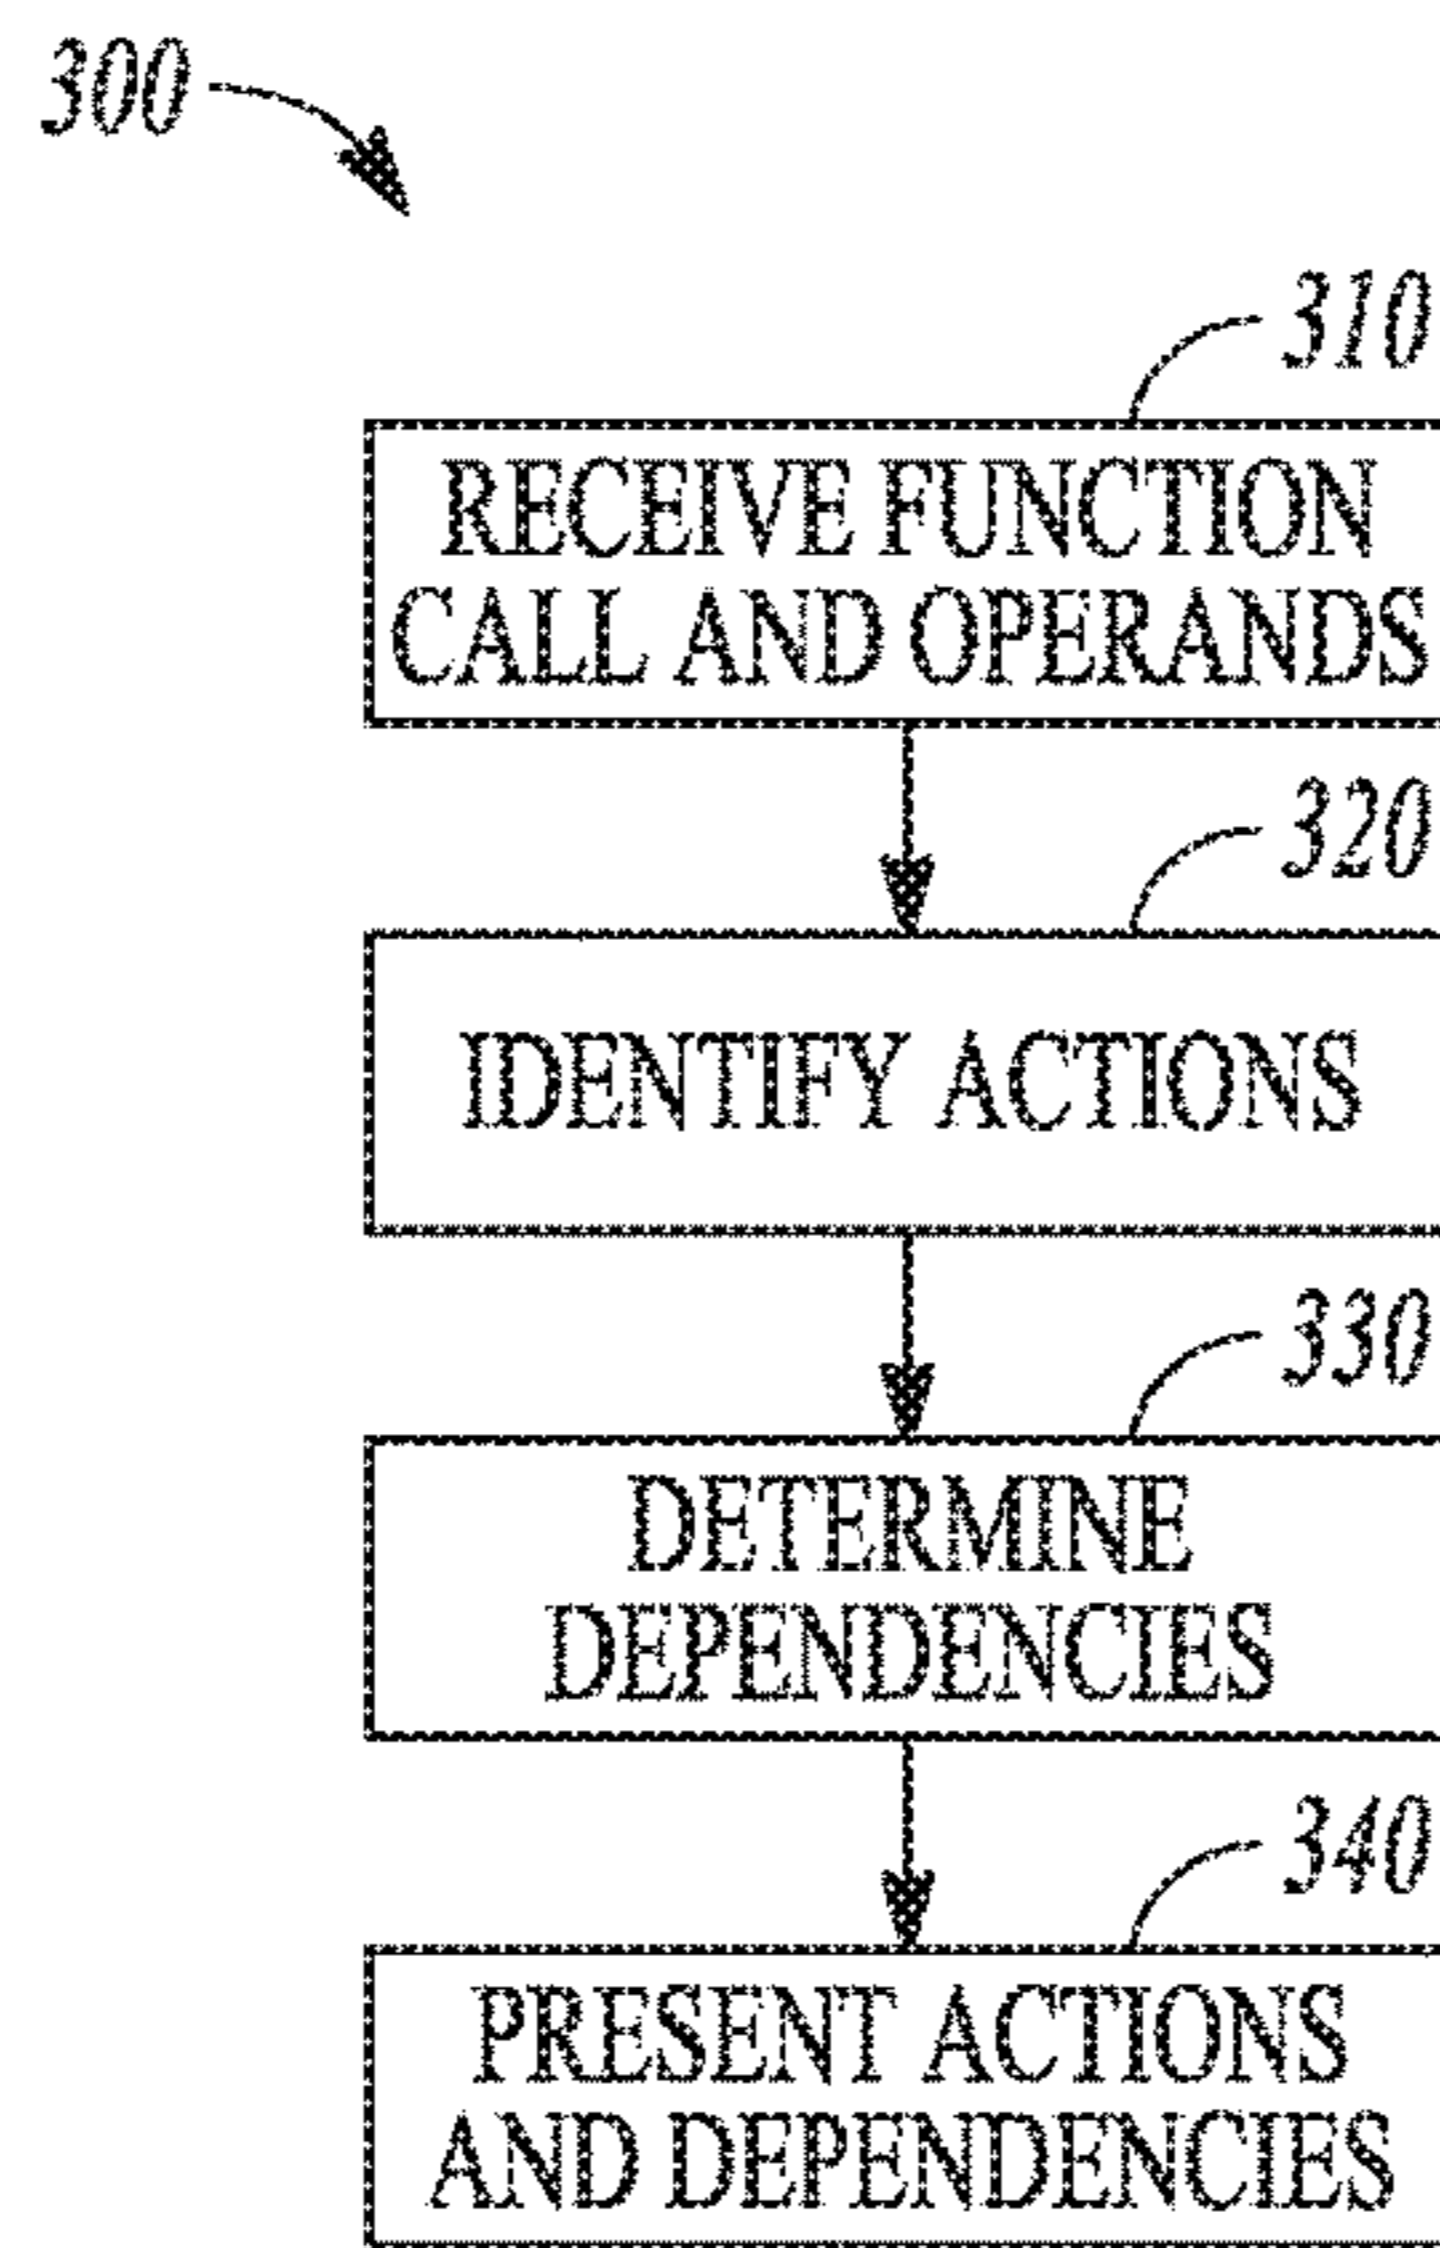 300
310
RECEIVE FUNCTION
CALL AND OPERANDS
320
IDENTIFY ACTIONS
330
DETERMINE
DEPENDENCIES
340
PRESENT ACTIONS
AND DEPENDENCIES